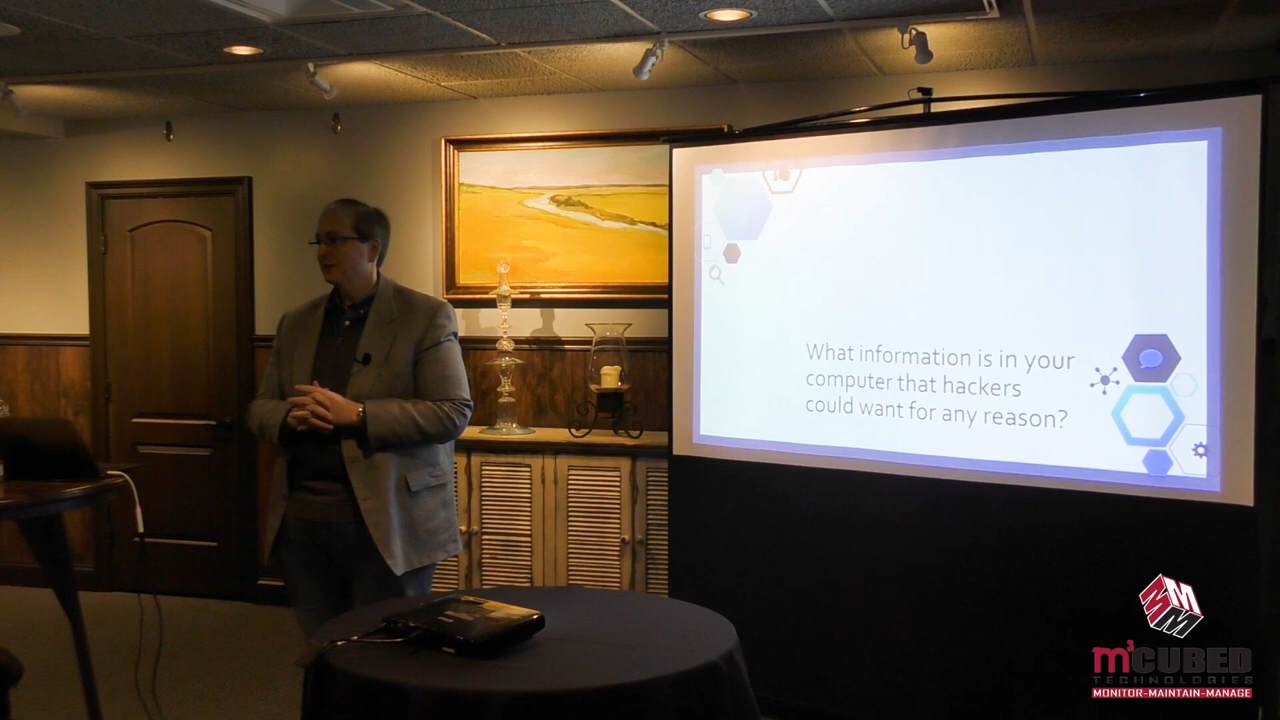 What information is in your
computer that hackers
could want for any reason?
MMM
m³CUBED
TECHNOLOGIES
MONITOR-MAINTAIN-MANAGE